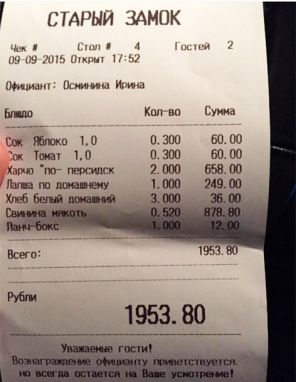 СТАРЫЙ ЗАМОК
Чек # Стол # 4 Гостей 2
09-09-2015 Открыт 17:52
Официант: Осминина Ирина
Блюдо Кол-во Сумма
Сок Яблоко 1,0 0.300 60.00
Сок Томат 1,0 0.300 60.00
Харчо "по- персидск 2.000 658.00
Лапша по домашнему 1.000 249.00
Хлеб белый домашний 3.000 36.00
Свинина мякоть 0.520 878.80
Ланч-бокс 1.000 12.00
Всего: 1953.80
Рубли
1953.80
Уважаемые гости!
Вознаграждение официанту приветствуется,
но всегда остается на Ваше усмотрение!